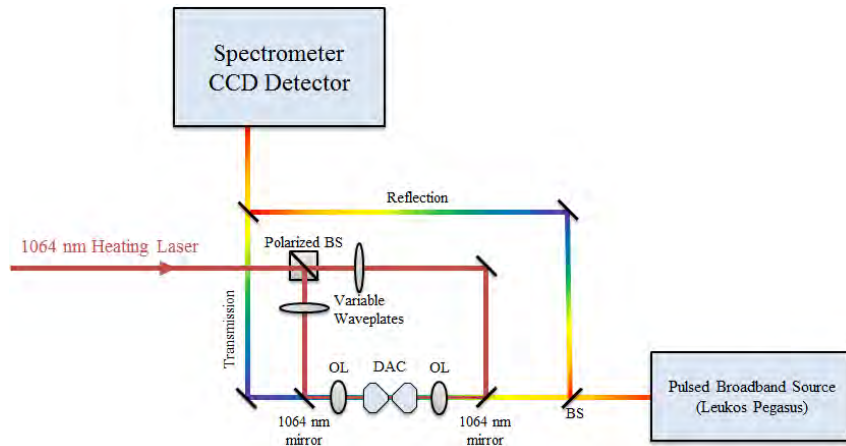 Spectrometer
CCD Detector
Reflection
1064 nm Heating Laser
Polarized BS
Variable
Waveplates
Transmission
OL
DAC
OL
1064 nm
mirror
1064 nm
mirror
BS
Pulsed Broadband Source
(Leukos Pegasus)